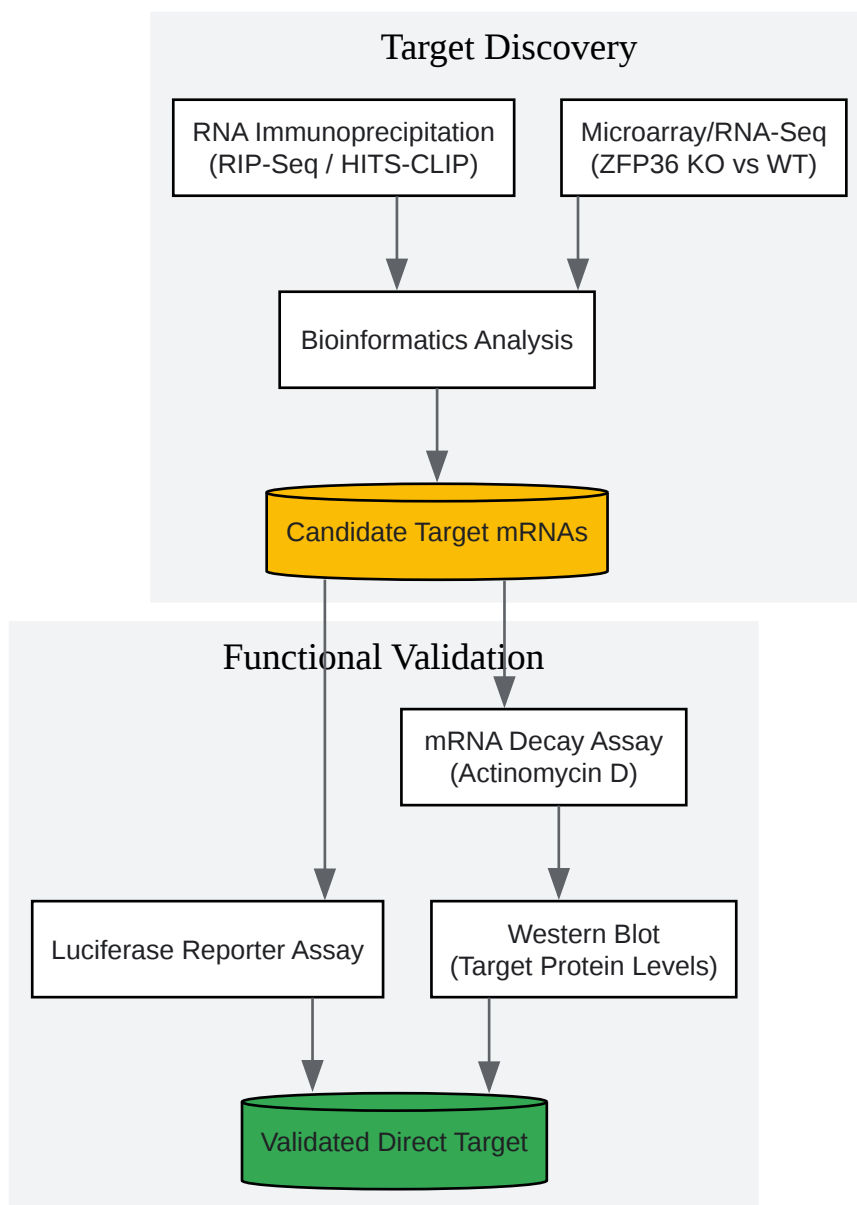 Target Discovery
RNA Immunoprecipitation
(RIP-Seq / HITS-CLIP)
Microarray/RNA-Seq
(ZFP36 KO vs WT)
Bioinformatics Analysis
Candidate Target mRNAs
Functional Validation
mRNA Decay Assay
(Actinomycin D)
Luciferase Reporter Assay
Western Blot
(Target Protein Levels)
Validated Direct Target